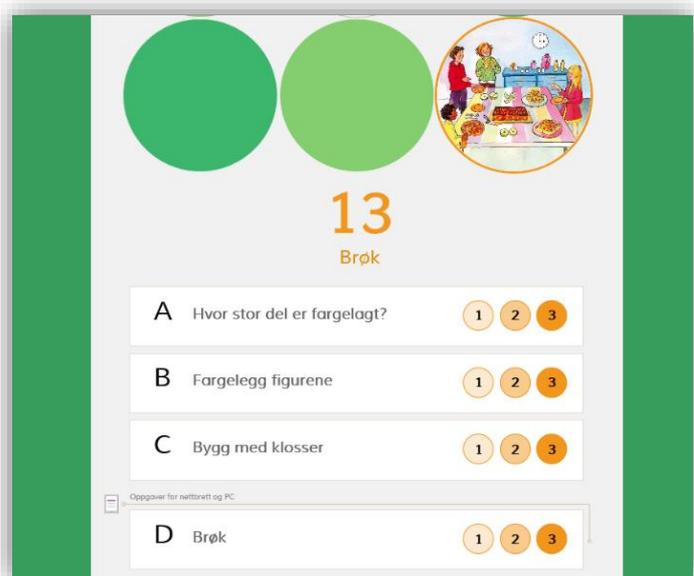 13
Brøk
A Hvor stor del er fargelagt? 1 2 3
B Fargelegg figurene 1 2 3
C Bygg med klosser 1 2 3
Oppgaver for nettbrett og PC
D Brøk 1 2 3